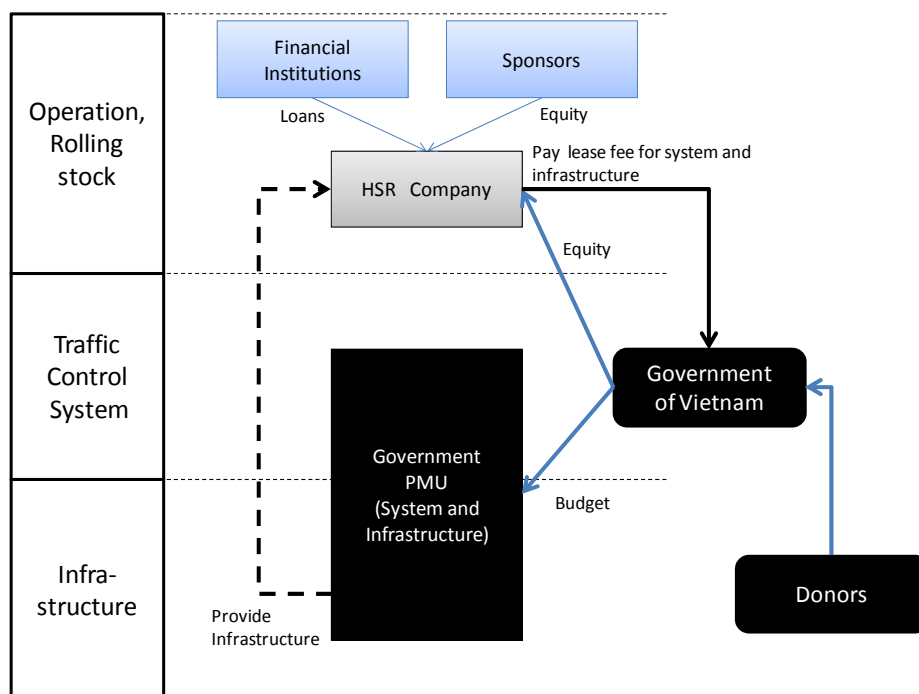 Financial
Institutions
Sponsors
Operation,
Rolling
stock
Loans
Equity
Pay lease fee for system and
infrastructure
HSR Company
Equity
Traffic
Control
System
Government
of Vietnam
Government
PMU
(System and
Infrastructure)
Budget
Infra-
structure
Provide
Infrastructure
Donors